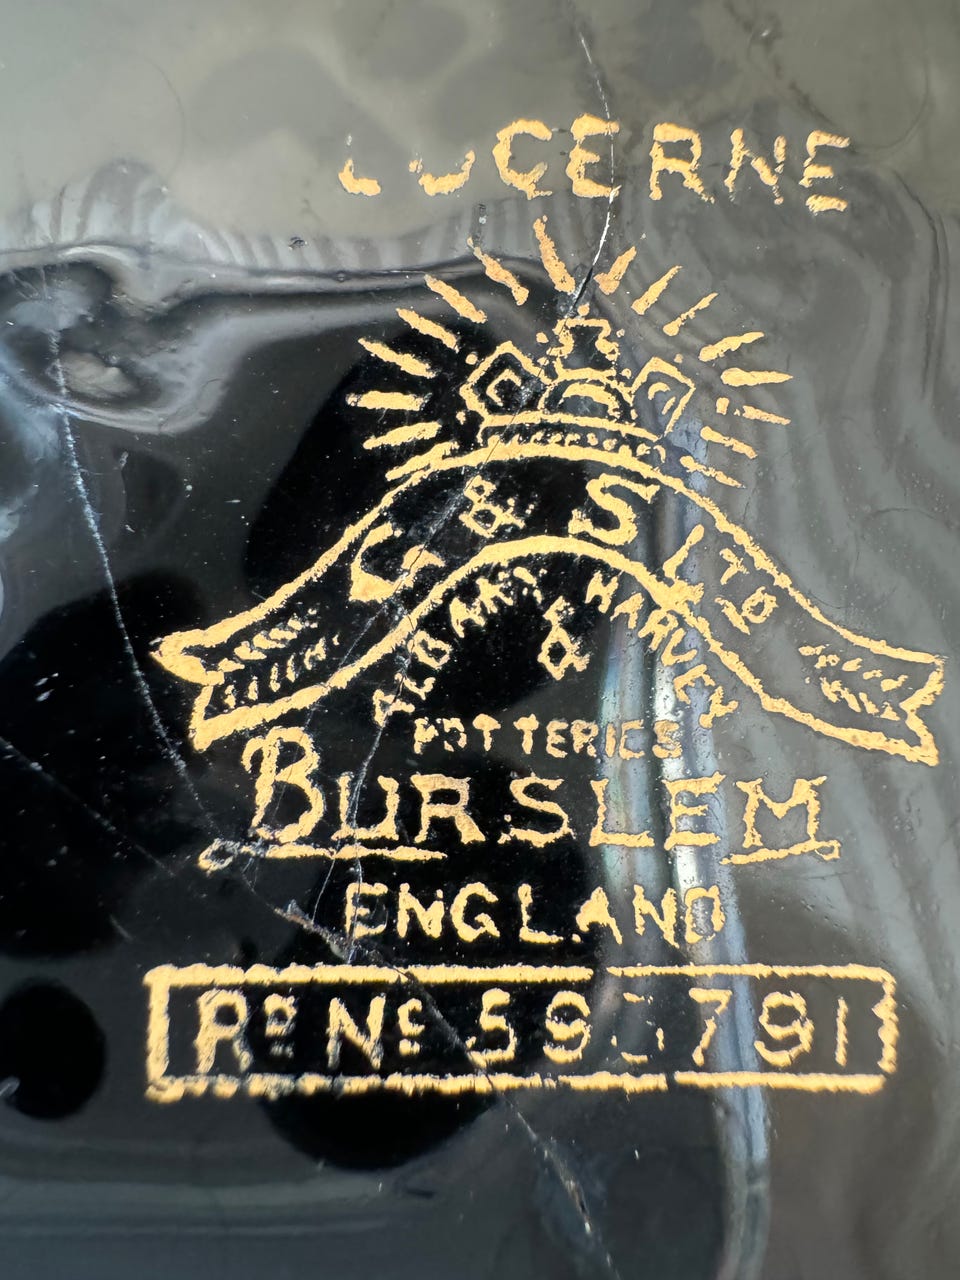 LUCERNE
G & S LTD
ALBANY & HARVEY
POTTERIES
BURSLEM
ENGLAND
RD No